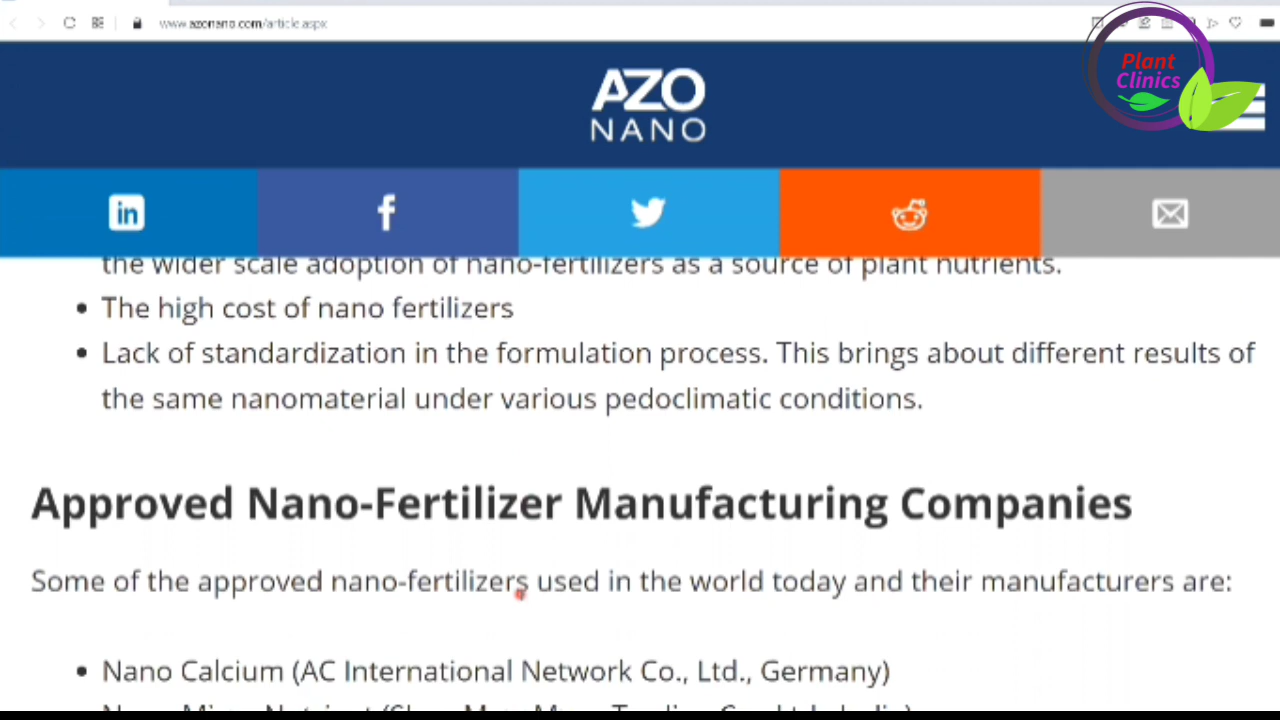 www.azonano.com/article.aspx
Plant
Clinics
AZO
NANO
in
f
the wider scale adoption of nano-fertilizers as a source of plant nutrients.
• The high cost of nano fertilizers
• Lack of standardization in the formulation process. This brings about different results of
the same nanomaterial under various pedoclimatic conditions.
Approved Nano-Fertilizer Manufacturing Companies
Some of the approved nano-fertilizers used in the world today and their manufacturers are:
• Nano Calcium (AC International Network Co., Ltd., Germany)